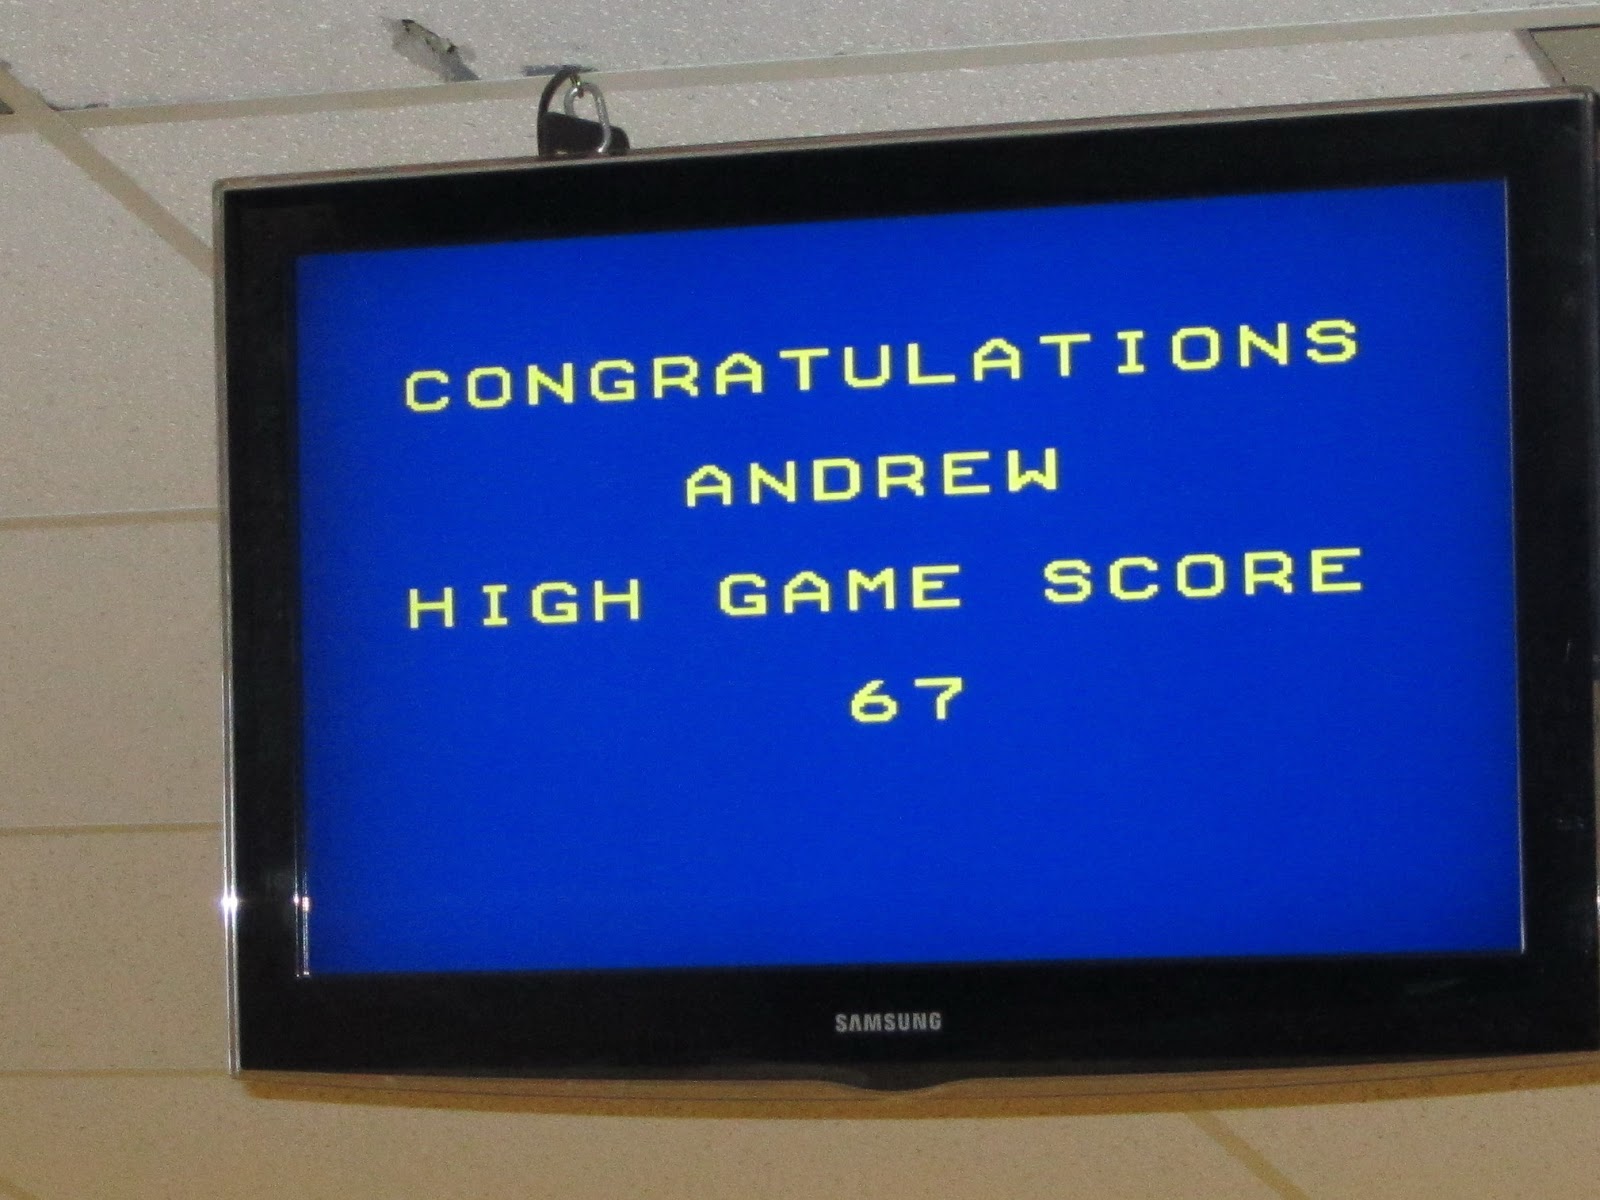 CONGRATULATIONS
ANDREW
HIGH GAME SCORE
67
SAMSUNG